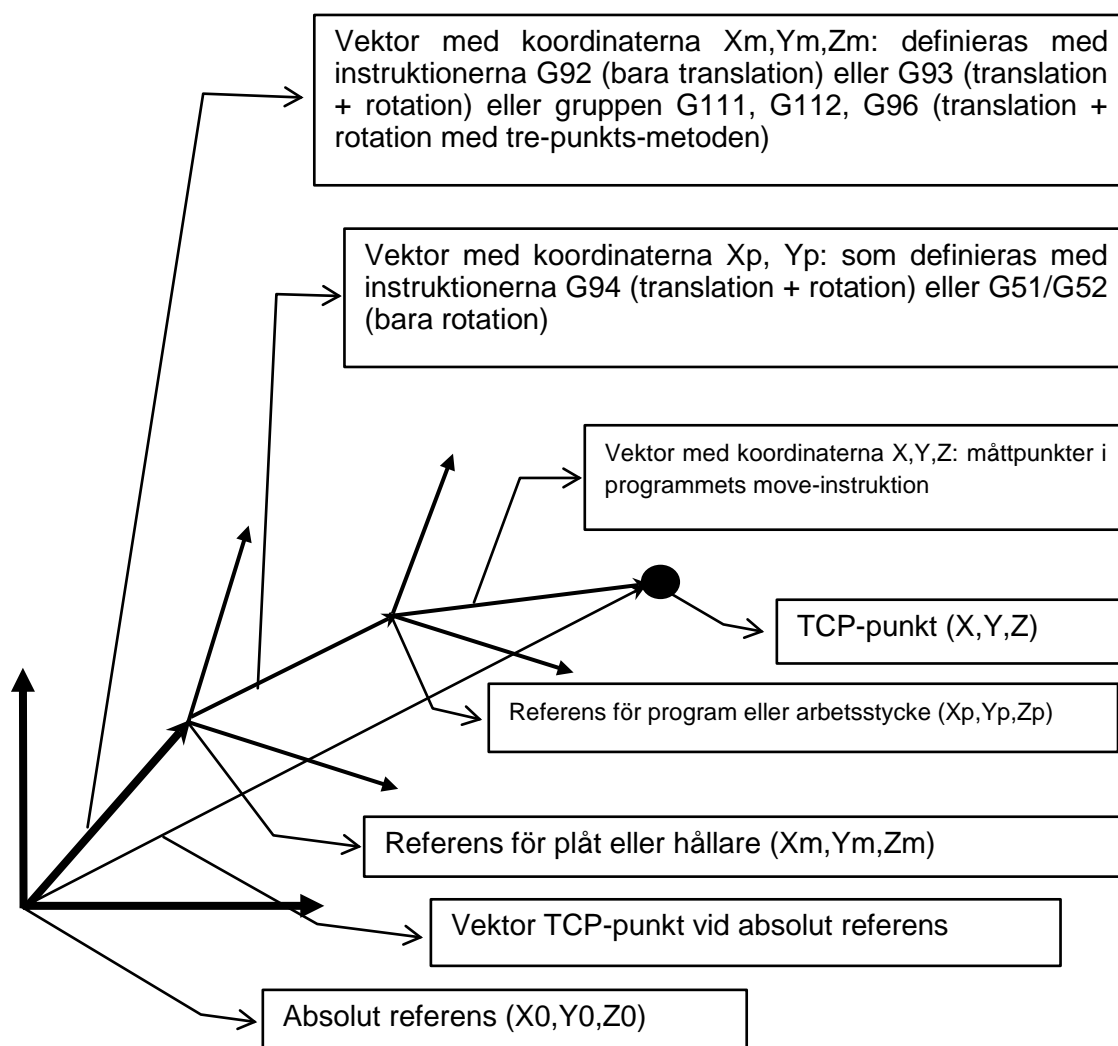 Vektor med koordinaterna Xm,Ym,Zm: definieras med
instruktionerna G92 (bara translation) eller G93 (translation
+ rotation) eller gruppen G111, G112, G96 (translation +
rotation med tre-punkts-metoden)
Vektor med koordinaterna Xp, Yp: som definieras med
instruktionerna G94 (translation + rotation) eller G51/G52
(bara rotation)
Vektor med koordinaterna X,Y,Z: måttpunkter i
programmets move-instruktion
TCP-punkt (X,Y,Z)
Referens för program eller arbetsstycke (Xp,Yp,Zp)
Referens för plåt eller hållare (Xm,Ym,Zm)
Vektor TCP-punkt vid absolut referens
Absolut referens (X0,Y0,Z0)